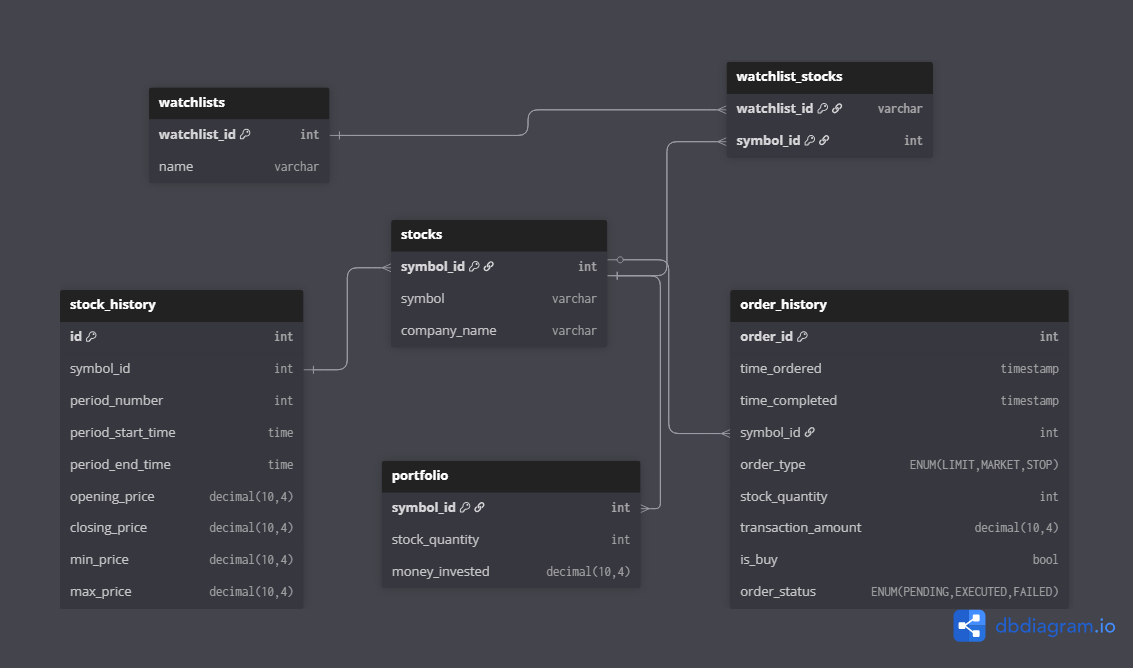 watchlists
watchlist_id int
name varchar
watchlist_stocks
watchlist_id varchar
symbol_id int
stocks
symbol_id int
symbol varchar
company_name varchar
stock_history
id int
symbol_id int
period_number int
period_start_time time
period_end_time time
opening_price decimal(10,4)
closing_price decimal(10,4)
min_price decimal(10,4)
max_price decimal(10,4)
portfolio
symbol_id int
stock_quantity int
money_invested decimal(10,4)
order_history
order_id int
time_ordered timestamp
time_completed timestamp
symbol_id int
order_type ENUM(LIMIT,MARKET,STOP)
stock_quantity int
transaction_amount decimal(10,4)
is_buy bool
order_status ENUM(PENDING,EXECUTED,FAILED)
dbdiagram.io